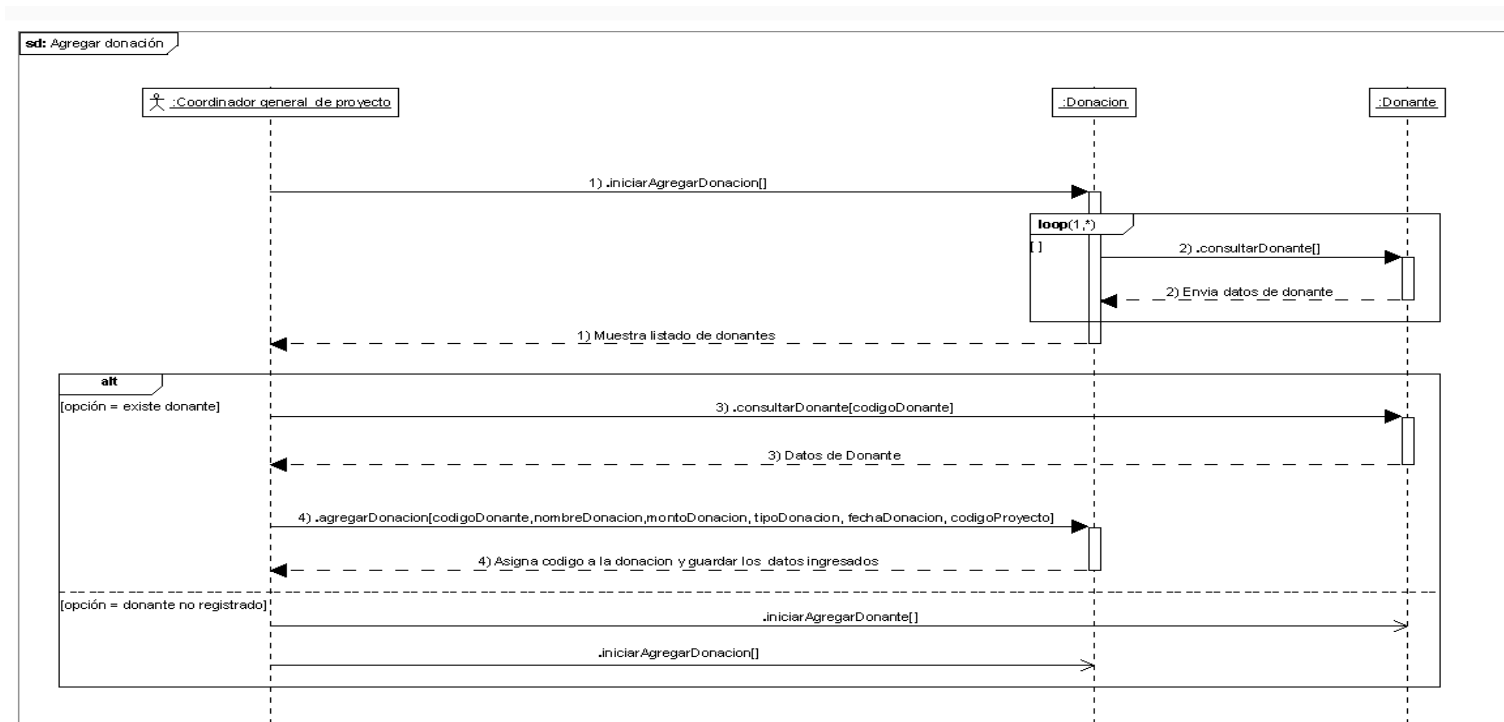 sd: Agregar donación
:Coordinador general de proyecto
:Donacion
:Donante
1) .iniciarAgregarDonacion[]
loop(1,*)
[ ]
2) .consultarDonante[]
2) Envia datos de donante
1) Muestra listado de donantes
alt
[opción = existe donante]
3) .consultarDonante[codigoDonante]
3) Datos de Donante
4) .agregarDonacion[codigoDonante,nombreDonacion,montoDonacion, tipoDonacion, fechaDonacion, codigoProyecto]
4) Asigna codigo a la donacion y guardar los datos ingresados
[opción = donante no registrado]
.iniciarAgregarDonante[]
.iniciarAgregarDonacion[]